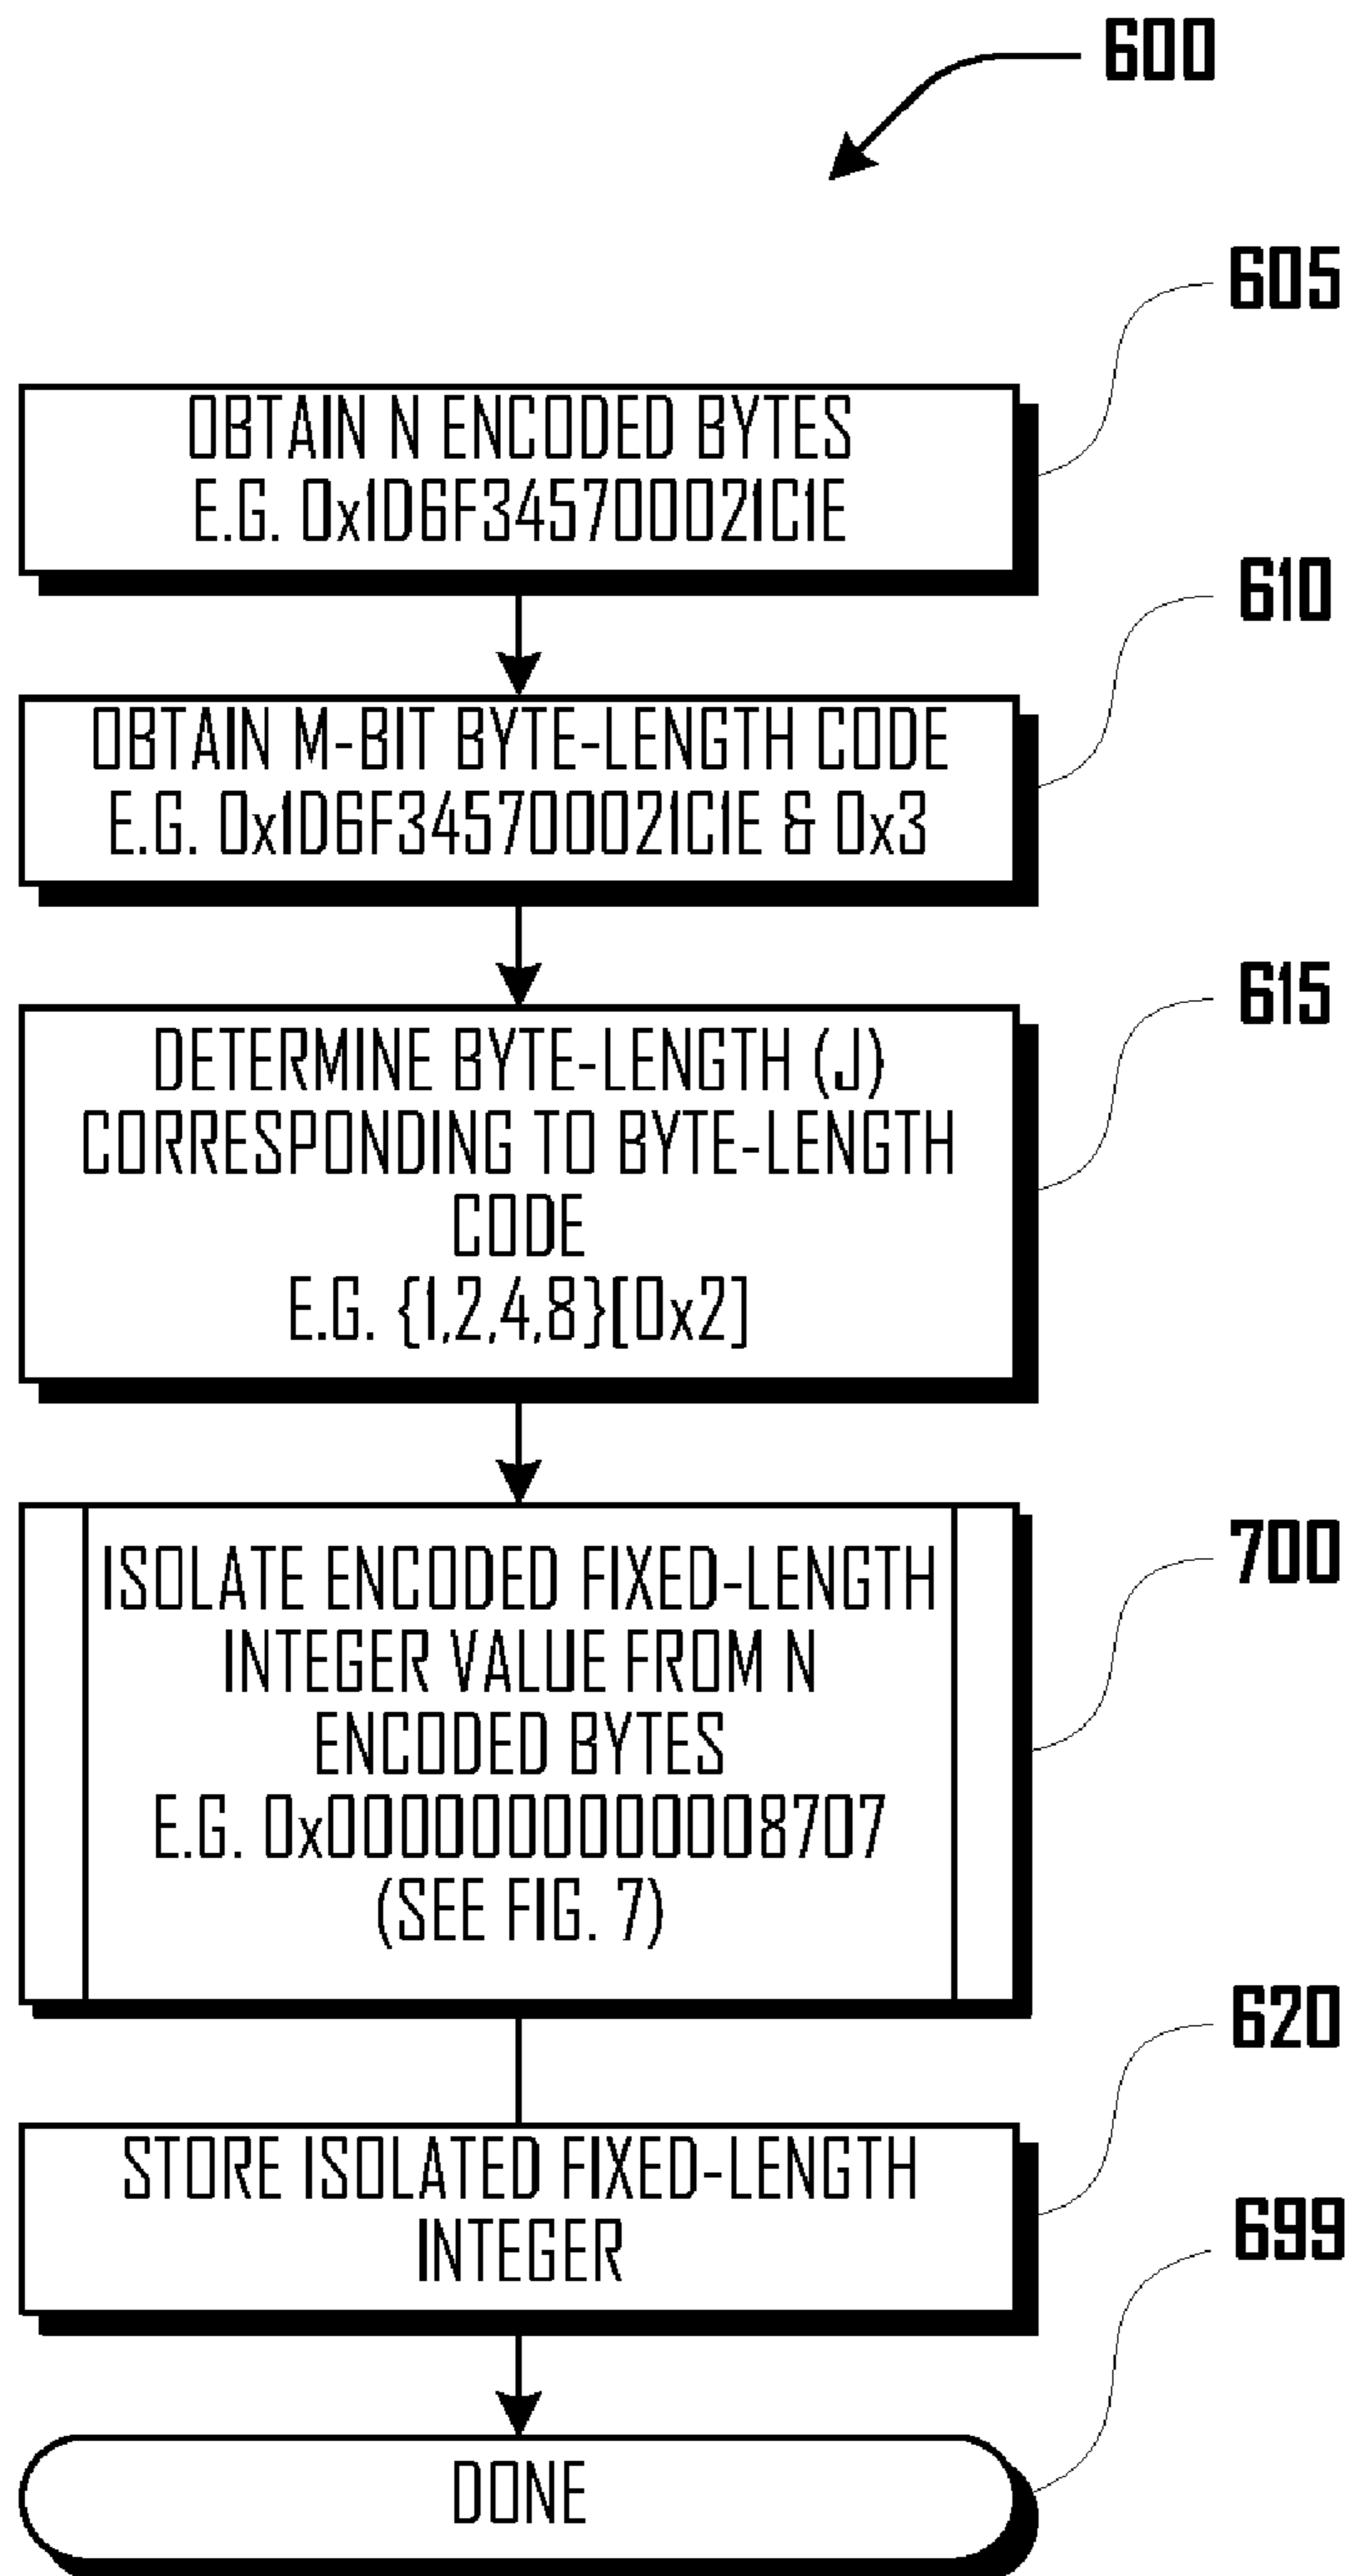 600
605
OBTAIN N ENCODED BYTES
E.G. 0x1D6F345700021C1E
610
OBTAIN M-BIT BYTE-LENGTH CODE
E.G. 0x1D6F345700021C1E & 0x3
615
DETERMINE BYTE-LENGTH (J)
CORRESPONDING TO BYTE-LENGTH
CODE
E.G. {1,2,4,8}[0x2]
700
ISOLATE ENCODED FIXED-LENGTH
INTEGER VALUE FROM N
ENCODED BYTES
E.G. 0x0000000000008707
(SEE FIG. 7)
620
STORE ISOLATED FIXED-LENGTH
INTEGER
699
DONE